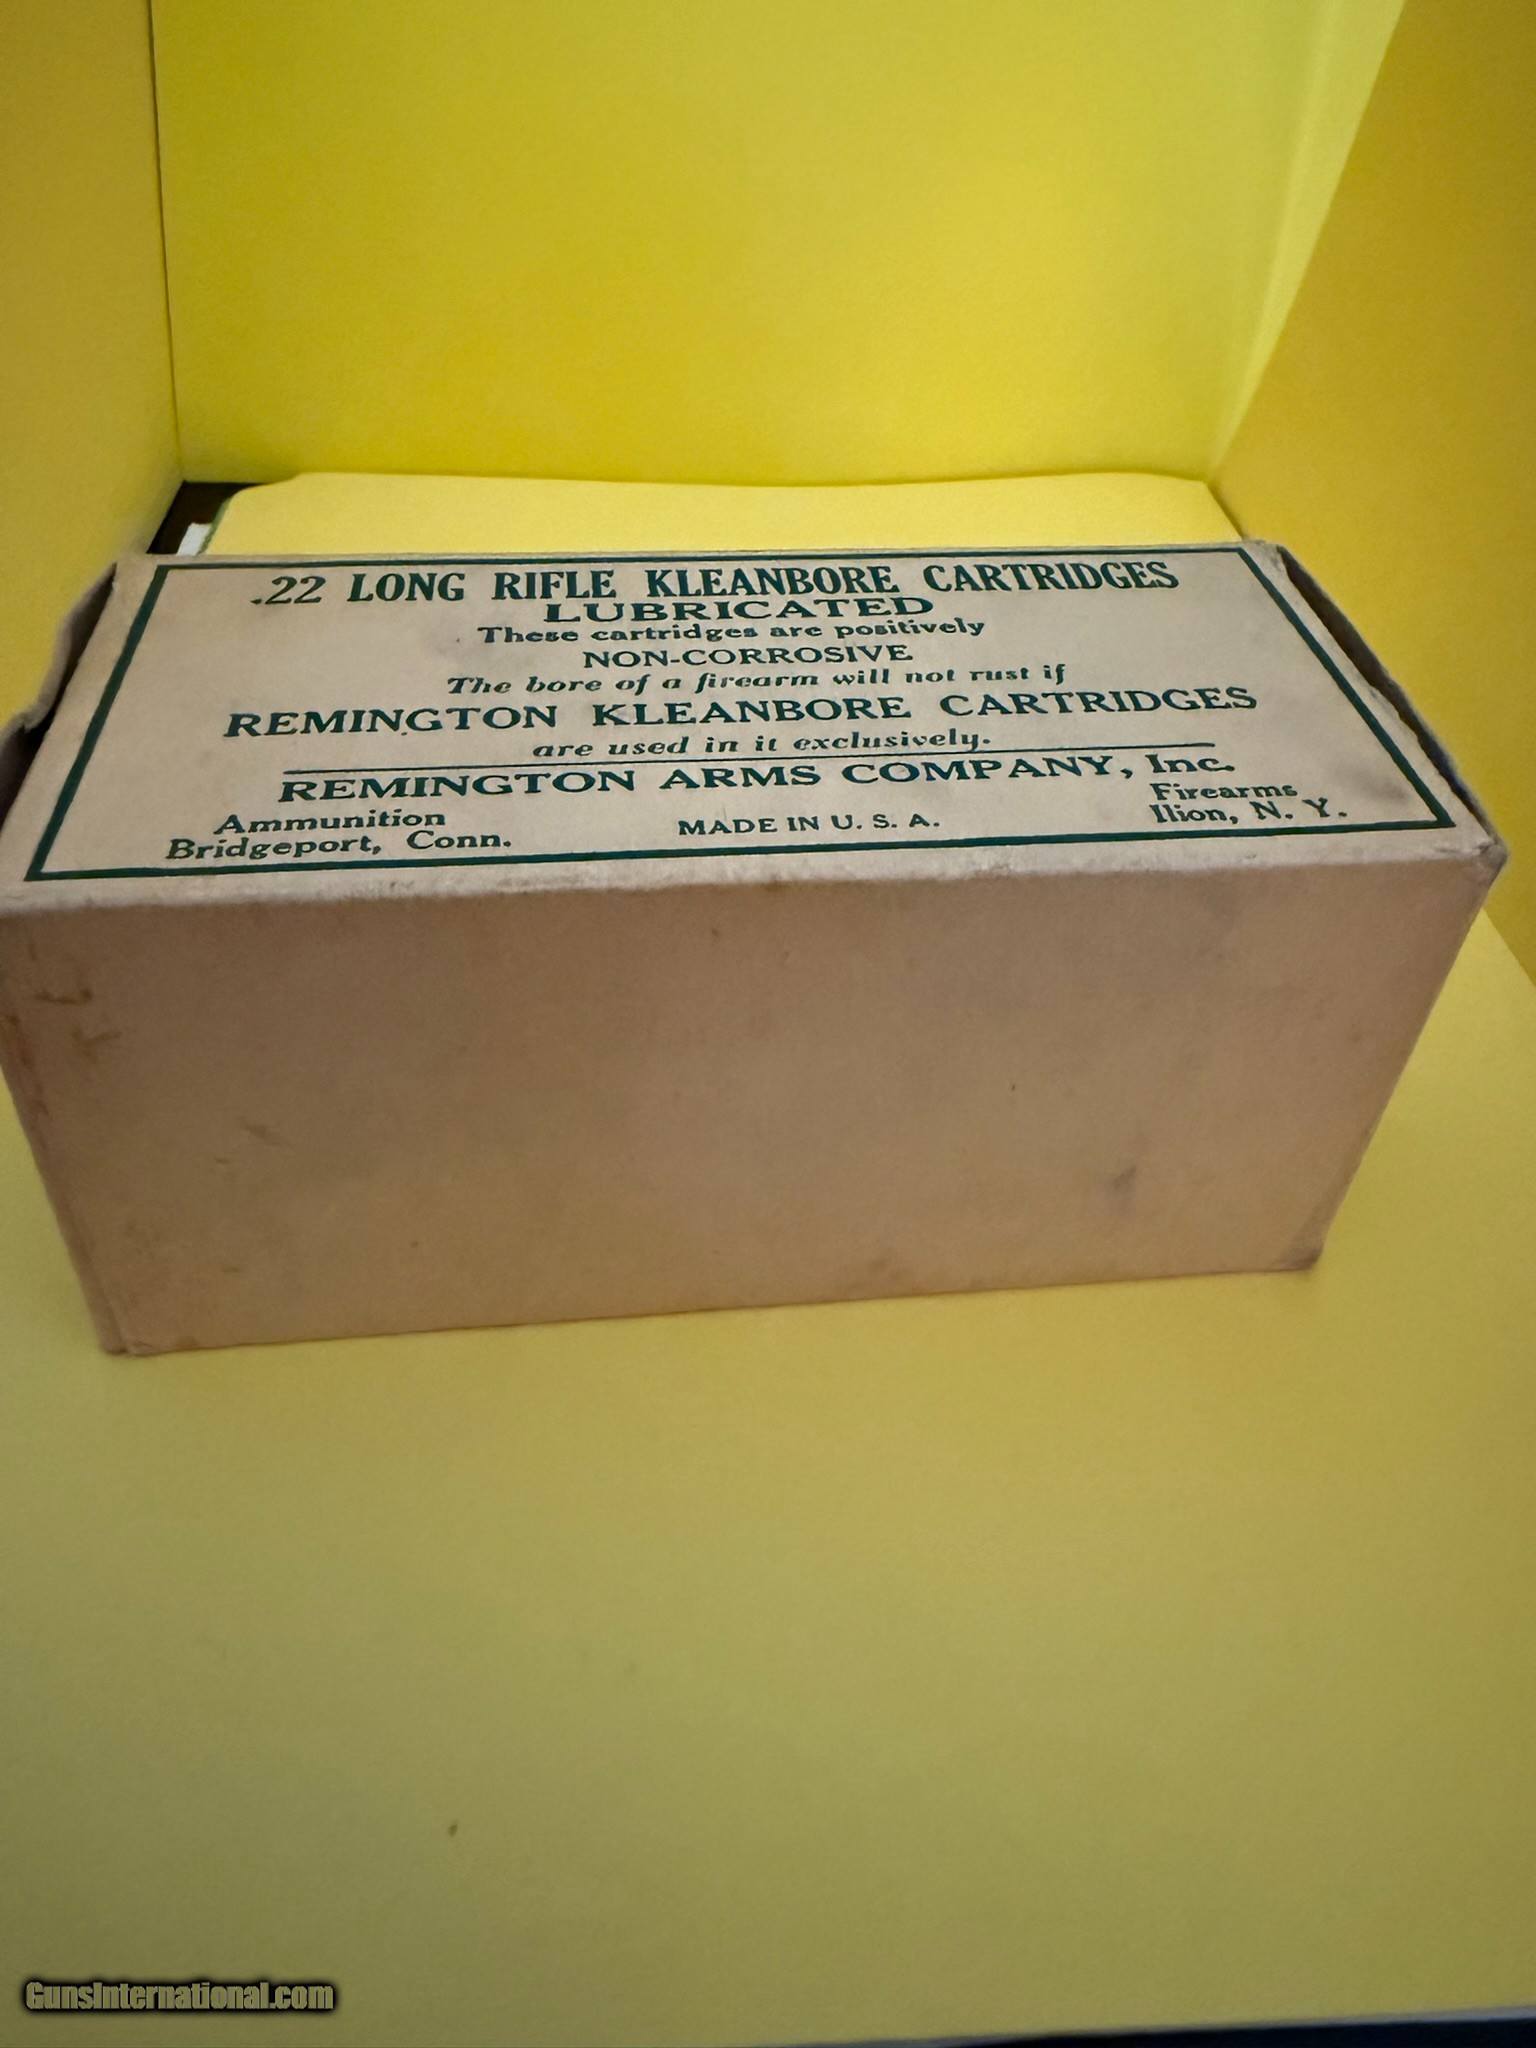 .22 LONG RIFLE KLEANBORE CARTRIDGES
LUBRICATED
These cartridges are positively
NON-CORROSIVE
The bore of a firearm will not rust if
REMINGTON KLEANBORE CARTRIDGES
are used in it exclusively.
REMINGTON ARMS COMPANY, Inc.
Ammunition
Bridgeport, Conn.
MADE IN U. S. A.
Firearms
Ilion, N. Y.
GunsInternational.com